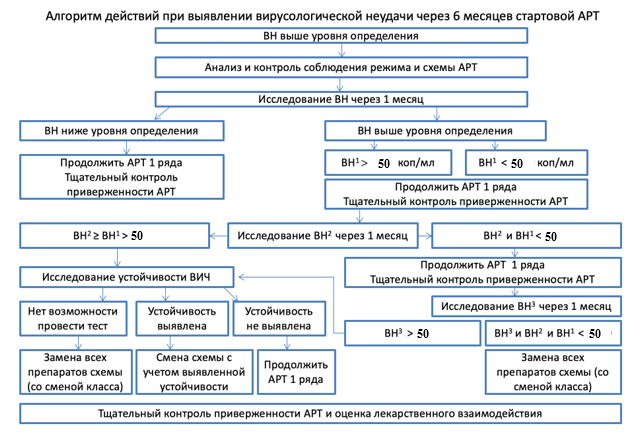 Алгоритм действий при выявлении вирусологической неудачи через 6 месяцев стартовой АРТ
ВН выше уровня определения
Анализ и контроль соблюдения режима и схемы АРТ
Исследование ВН через 1 месяц
ВН ниже уровня определения
ВН выше уровня определения
Продолжить АРТ 1 ряда
Тщательный контроль
приверженности АРТ
ВН¹ > 50 коп/мл
ВН¹ < 50 коп/мл
Продолжить АРТ 1 ряда
Тщательный контроль приверженности АРТ
ВН² ≥ ВН¹ > 50
Исследование ВН² через 1 месяц
ВН² и ВН¹ < 50
Исследование устойчивости ВИЧ
Продолжить АРТ 1 ряда
Тщательный контроль приверженности АРТ
Исследование ВН³ через 1 месяц
Нет возможности
провести тест
Устойчивость
выявлена
Устойчивость
не выявлена
ВН³ > 50
ВН³ и ВН² и ВН¹ < 50
Замена всех
препаратов схемы
(со сменой класса)
Смена схемы с
учетом выявленной
устойчивости
Продолжить
АРТ 1 ряда
Замена всех
препаратов схемы (со
сменой класса)
Тщательный контроль приверженности АРТ и оценка лекарственного взаимодействия